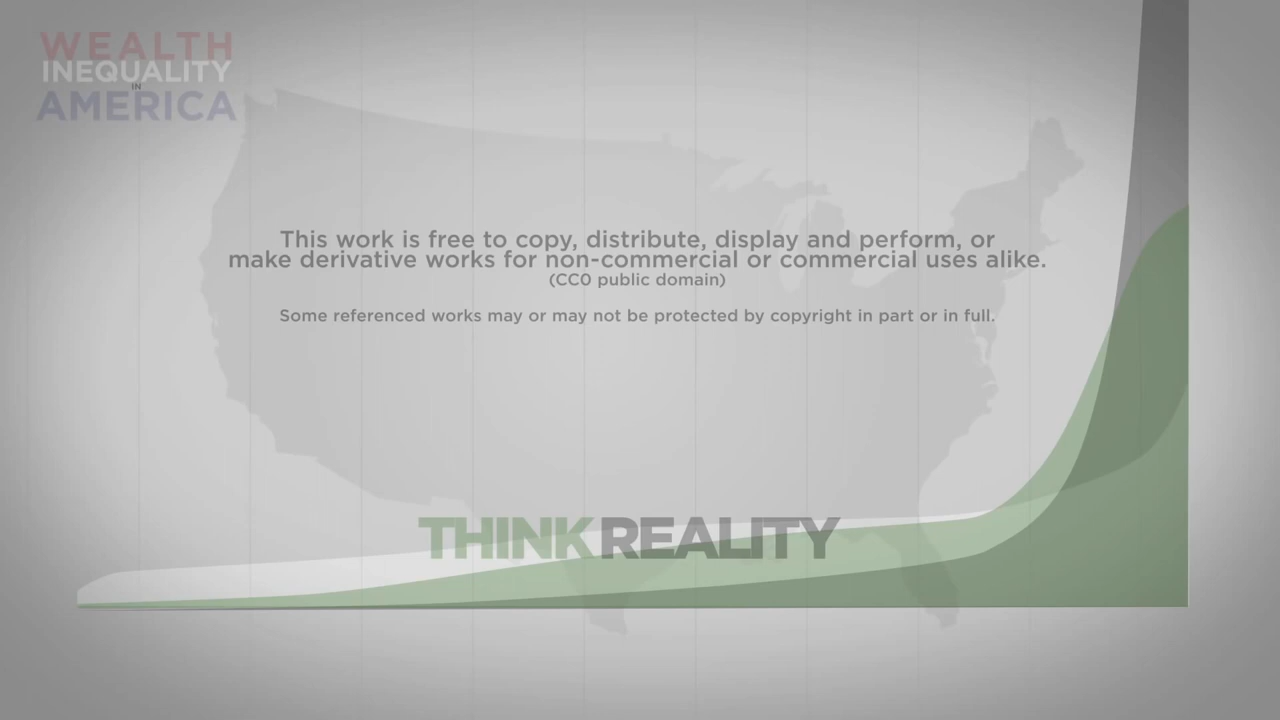 WEALTH
INEQUALITY
IN
AMERICA
This work is free to copy, distribute, display and perform, or
make derivative works for non-commercial or commercial uses alike.
(CC0 public domain)
Some referenced works may or may not be protected by copyright in part or in full.
THINKREALITY